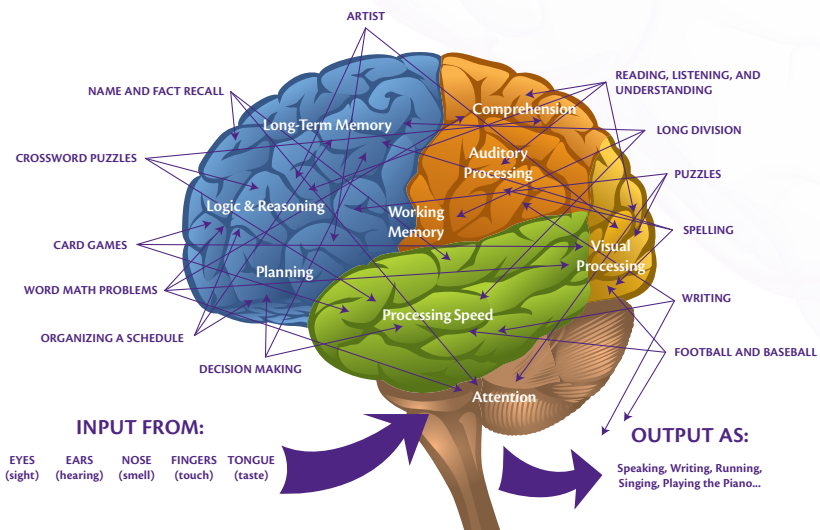 ARTIST
NAME AND FACT RECALL
CROSSWORD PUZZLES
CARD GAMES
WORD MATH PROBLEMS
ORGANIZING A SCHEDULE
DECISION MAKING
Long-Term Memory
Logic & Reasoning
Planning
Comprehension
Auditory
Processing
Working
Memory
Visual
Processing
Processing Speed
Attention
READING, LISTENING, AND
UNDERSTANDING
LONG DIVISION
PUZZLES
SPELLING
WRITING
FOOTBALL AND BASEBALL
INPUT FROM:
EYES EARS NOSE FINGERS TONGUE
(sight) (hearing) (smell) (touch) (taste)
OUTPUT AS:
Speaking, Writing, Running,
Singing, Playing the Piano...